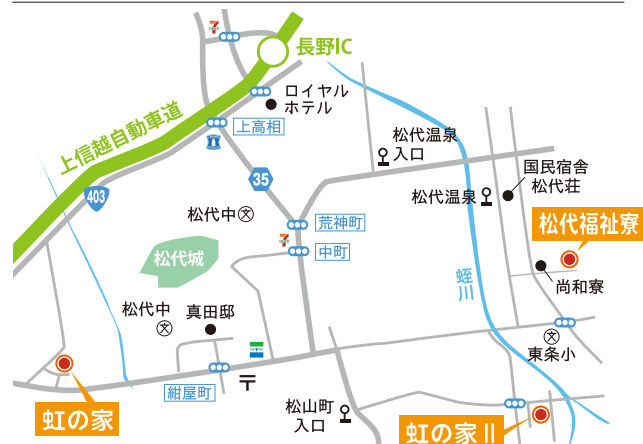 長野IC
ロイヤル
ホテル
上信越自動車道
上高相
松代温泉
入口
403
35
国民宿舎
松代荘
松代温泉
松代中
文
荒神町
7
松代福祉寮
中町
松代城
蛭川
尚和寮
松代中
文
真田邸
文
東条小
紺屋町
〒
松山町
入口
虹の家
虹の家Ⅱ